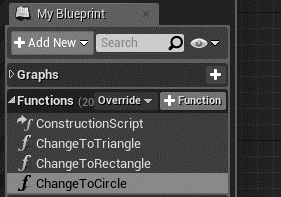 My Blueprint
Add New Search
Graphs
Functions (20 Override Function
ConstructionScript
ChangeToTriangle
ChangeToRectangle
ChangeToCircle